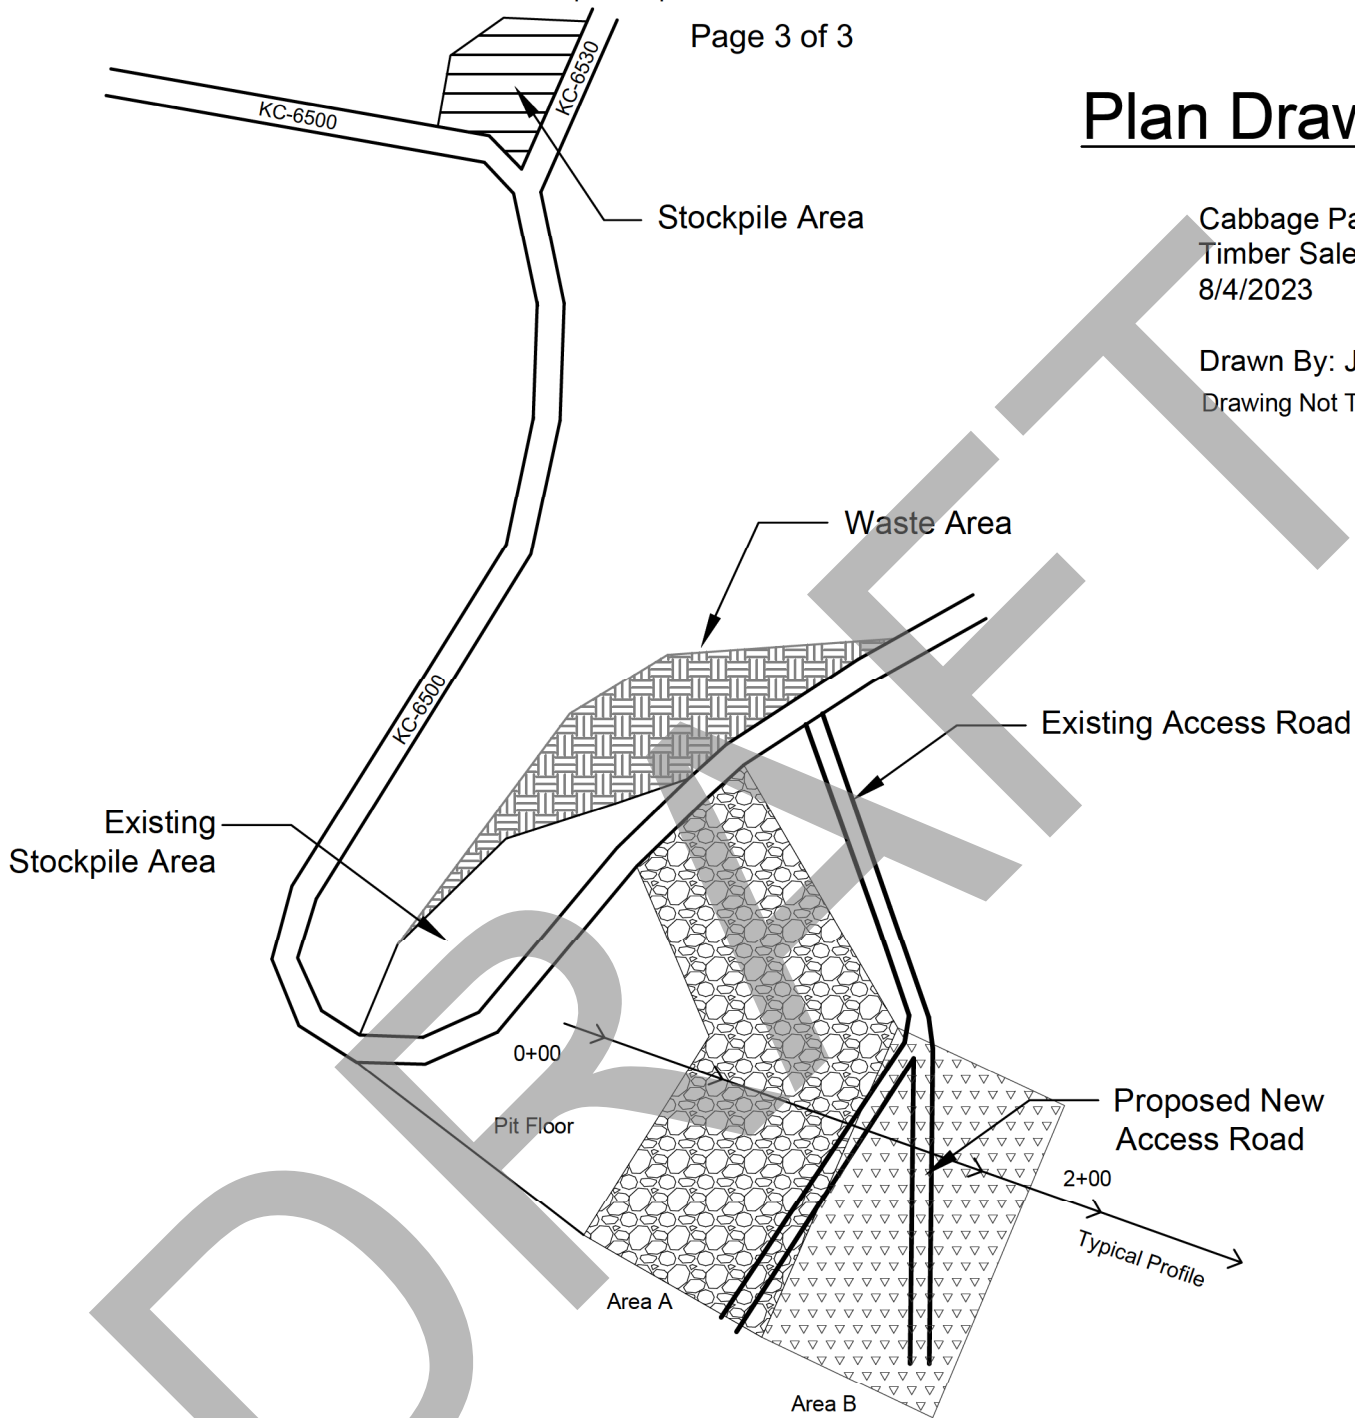 Page 3 of 3
Plan Draw
KC-6500
KC-6530
Stockpile Area
Cabbage Pa
Timber Sale
8/4/2023
Drawn By: J
Drawing Not T
Waste Area
KC-6500
Existing Access Road
Existing
Stockpile Area
0+00
Pit Floor
Proposed New
Access Road
2+00
Typical Profile
Area A
Area B
DRAFT